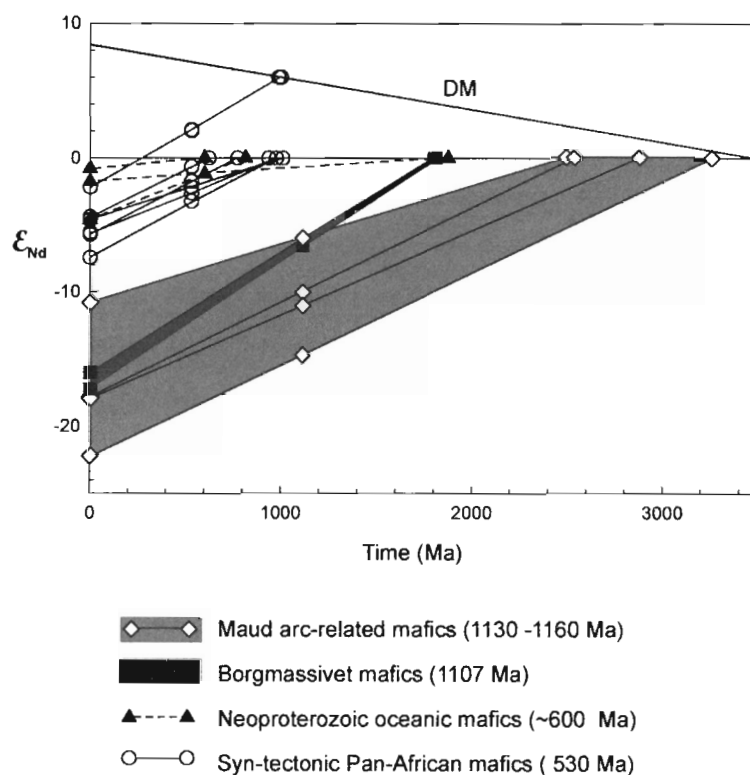 10
DM
0
εNd
-10
-20
0 1000 2000 3000
Time (Ma)
Maud arc-related mafics (1130 -1160 Ma)
Borgmassivet mafics (1107 Ma)
Neoproterozoic oceanic mafics (~600 Ma)
Syn-tectonic Pan-African mafics ( 530 Ma)